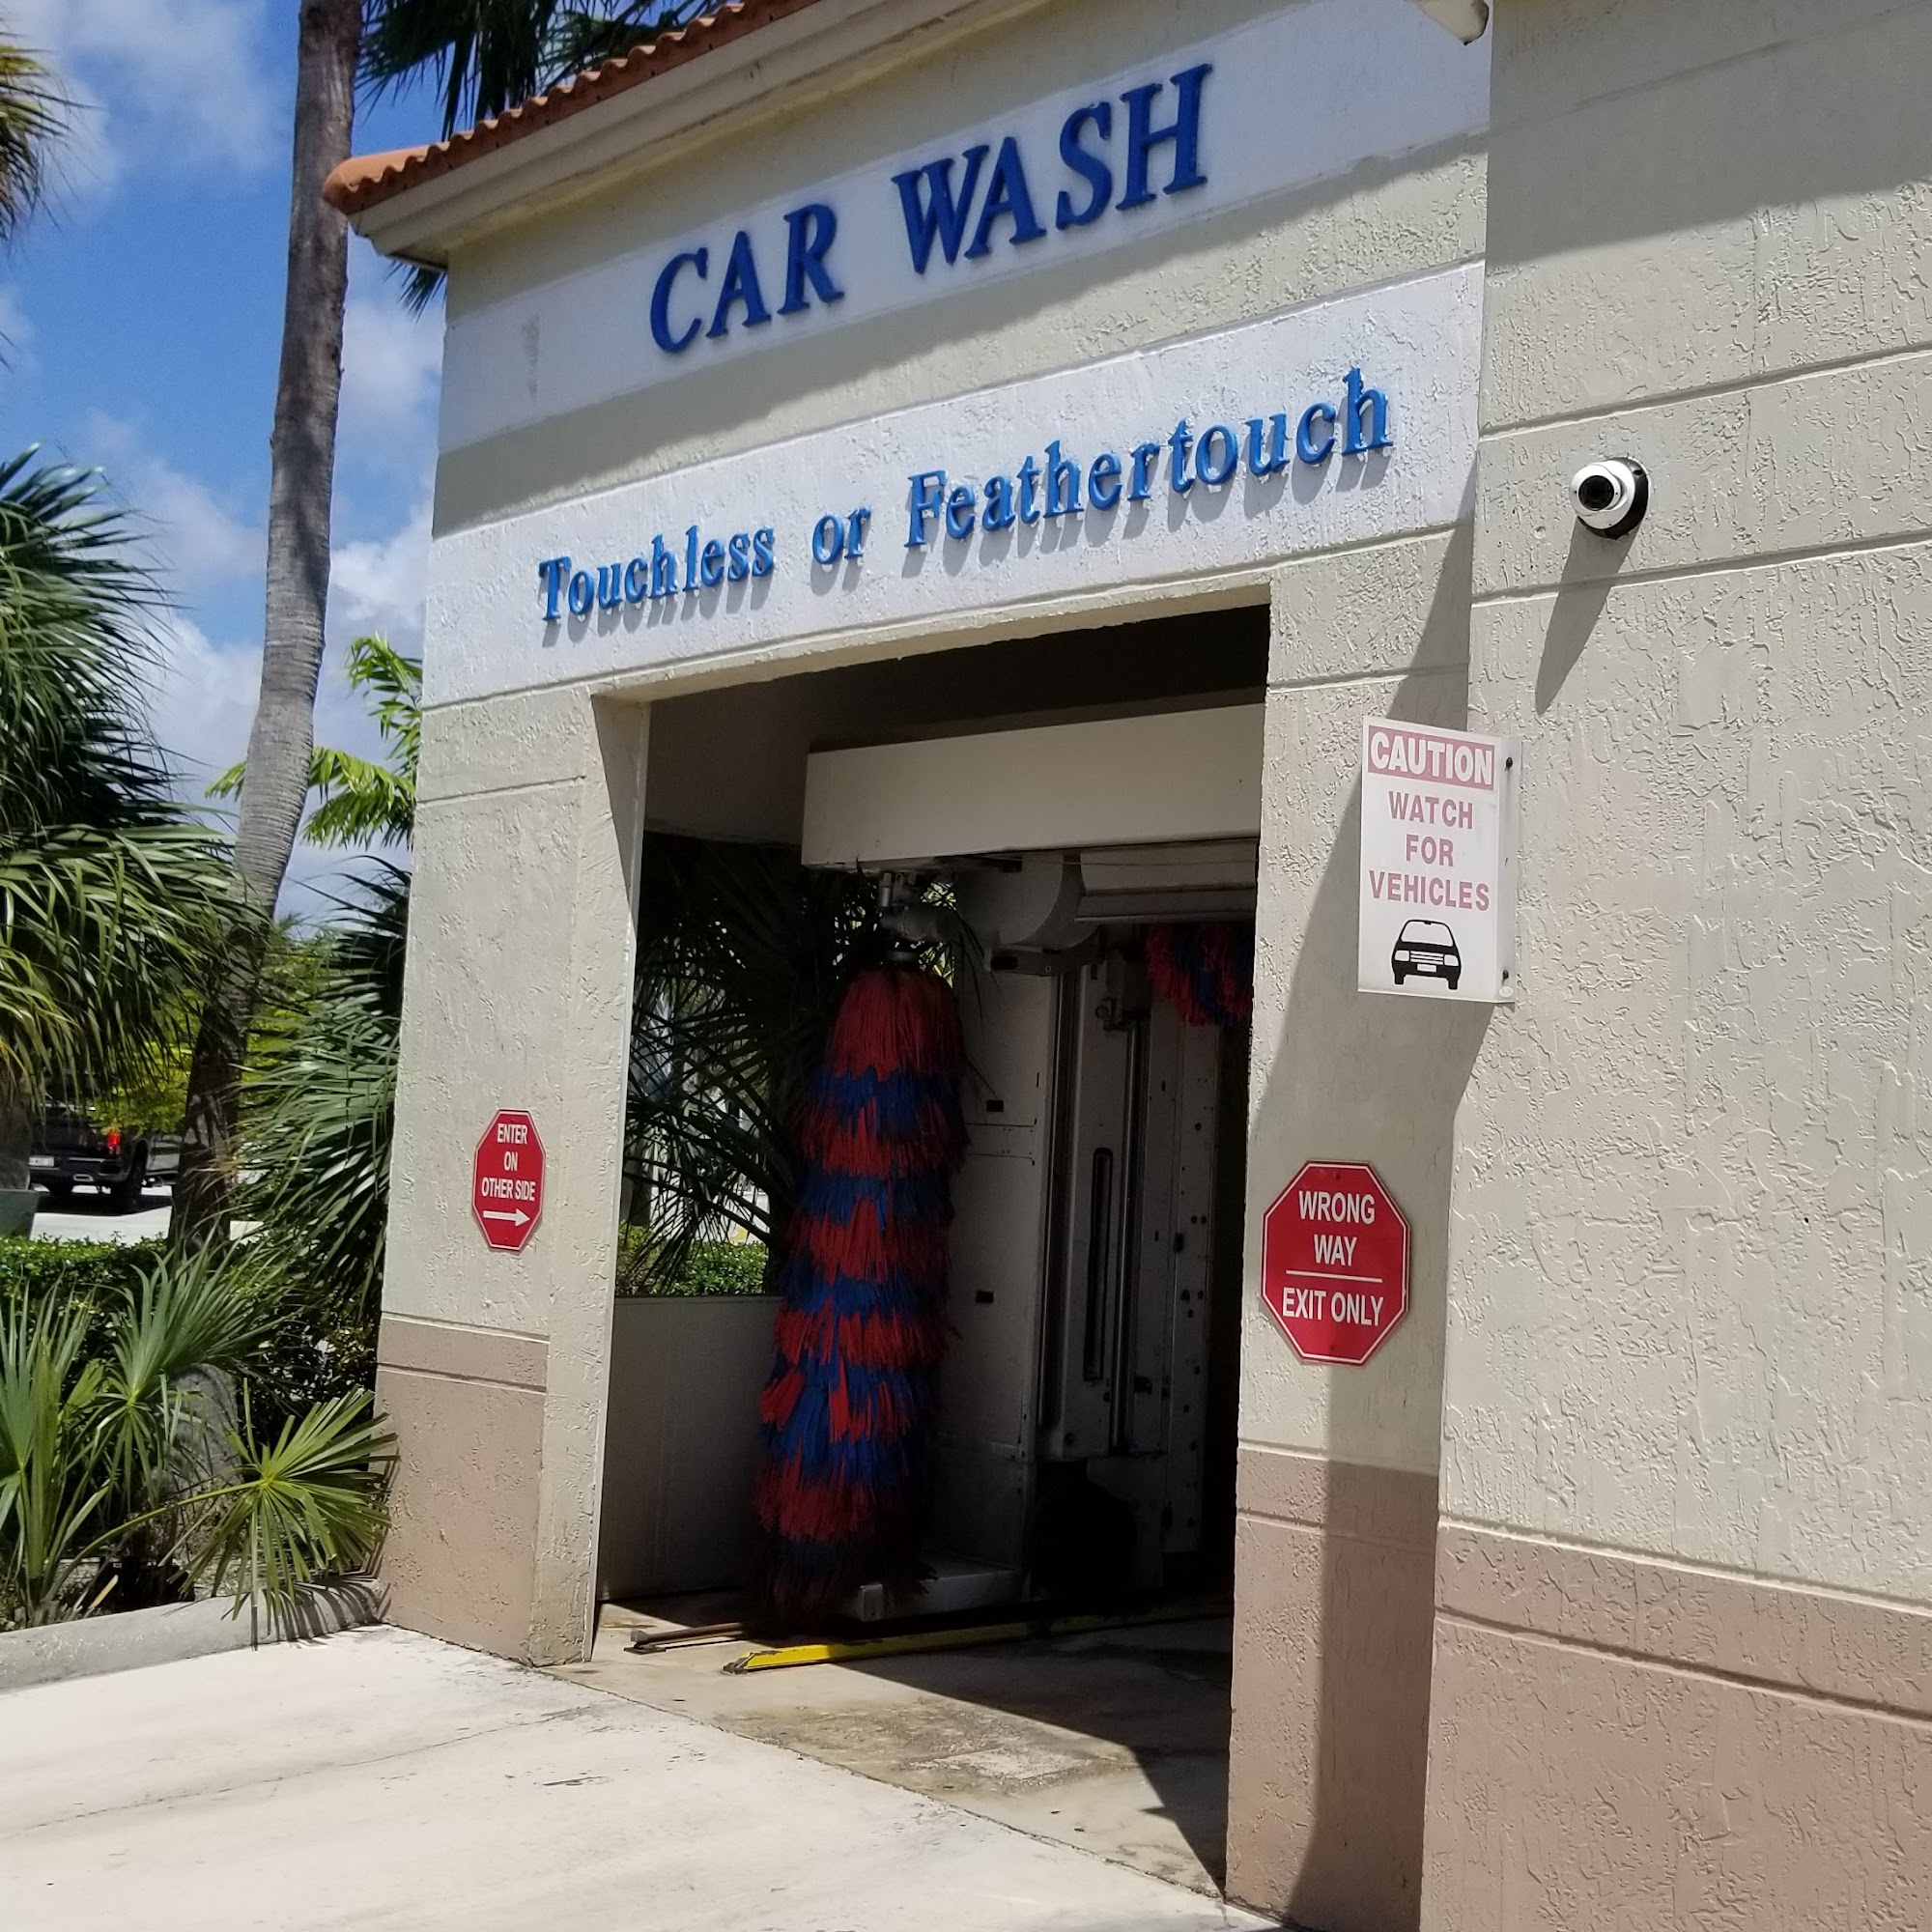 CAR WASH
Touchless or Feathertouch
CAUTION
WATCH
FOR
VEHICLES
ENTER
ON
OTHER SIDE
WRONG
WAY
EXIT ONLY